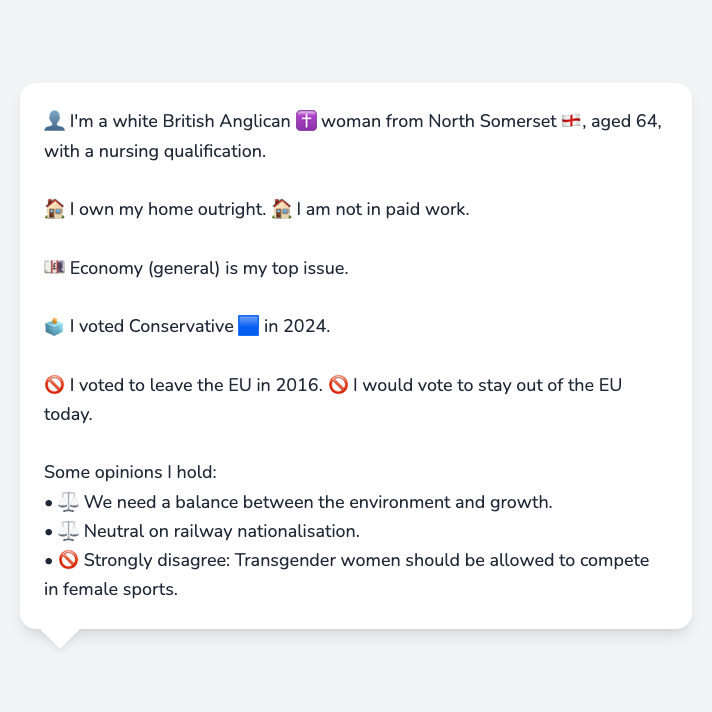 👤 I'm a white British Anglican ✝️ woman from North Somerset 🏴󠁧󠁢󠁥󠁮󠁧󠁿, aged 64,
with a nursing qualification.
🏠 I own my home outright. 🏠 I am not in paid work.
💷 Economy (general) is my top issue.
🗳️ I voted Conservative 🟦 in 2024.
🚫 I voted to leave the EU in 2016. 🚫 I would vote to stay out of the EU
today.
Some opinions I hold:
• ⚖️ We need a balance between the environment and growth.
• ⚖️ Neutral on railway nationalisation.
• 🚫 Strongly disagree: Transgender women should be allowed to compete
in female sports.